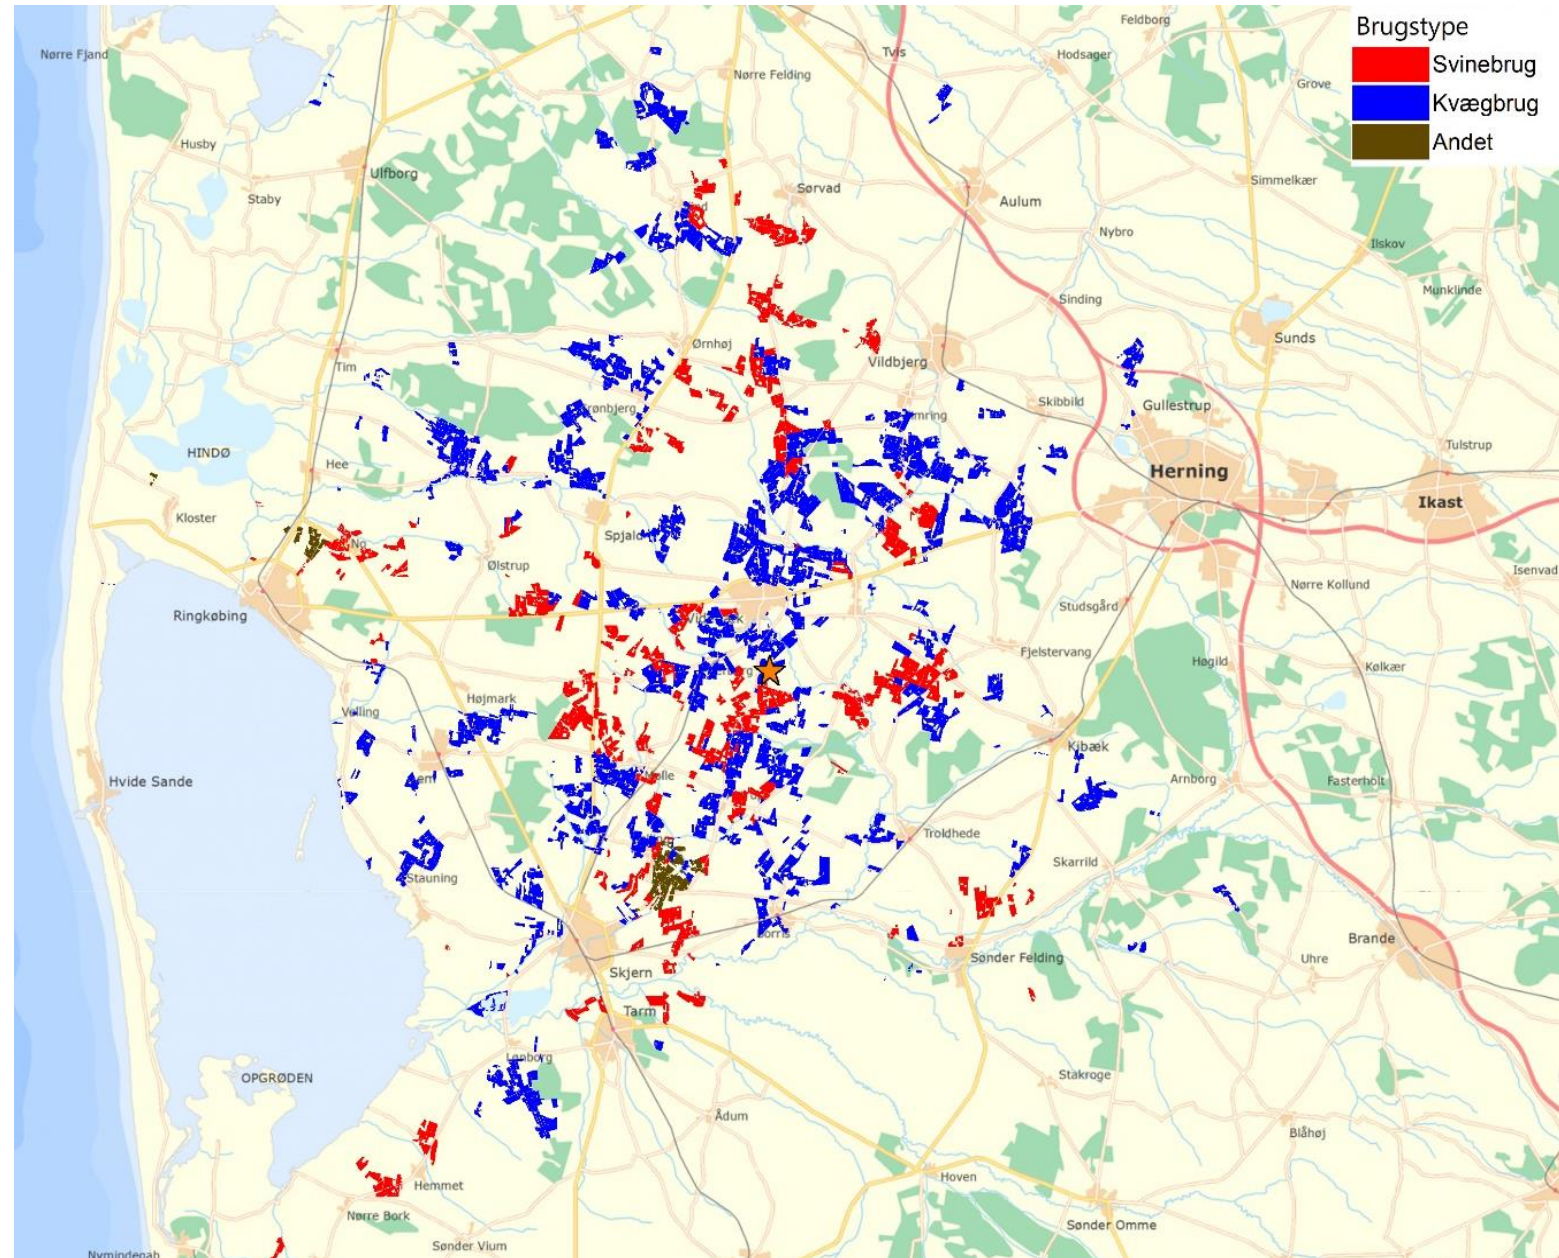 Brugstype
Svinebrug
Kvægbrug
Andet
Feldborg
Nørre Fjand
Tvis
Hodsager
Nørre Felding
Grove
Husby
Ulfborg
Simmelkær
Sørvad
Staby
Aulum
Nybro
Ilskov
Munklinde
Sinding
Sunds
Ørnhøj
Vildbjerg
Tim
Skibbild
Gullestrup
Tulstrup
HINDØ
Hee
Herning
Ikast
Kloster
Spjald
No
Ølstrup
Isenvad
Nørre Kollund
Studsgård
Ringkøbing
Fjelstervang
Høgild
Kølkær
Højmark
Velling
Kibæk
Hvide Sande
Arnborg
Fasterholt
Troldhede
Skarrild
Stauning
Borris
Brande
Sønder Felding
Uhre
Skjern
Tarm
Lønborg
OPGRØDEN
Stakroge
Ådum
Blåhøj
Hoven
Hemmet
Nørre Bork
Sønder Omme
Sønder Vium
Nymindegab